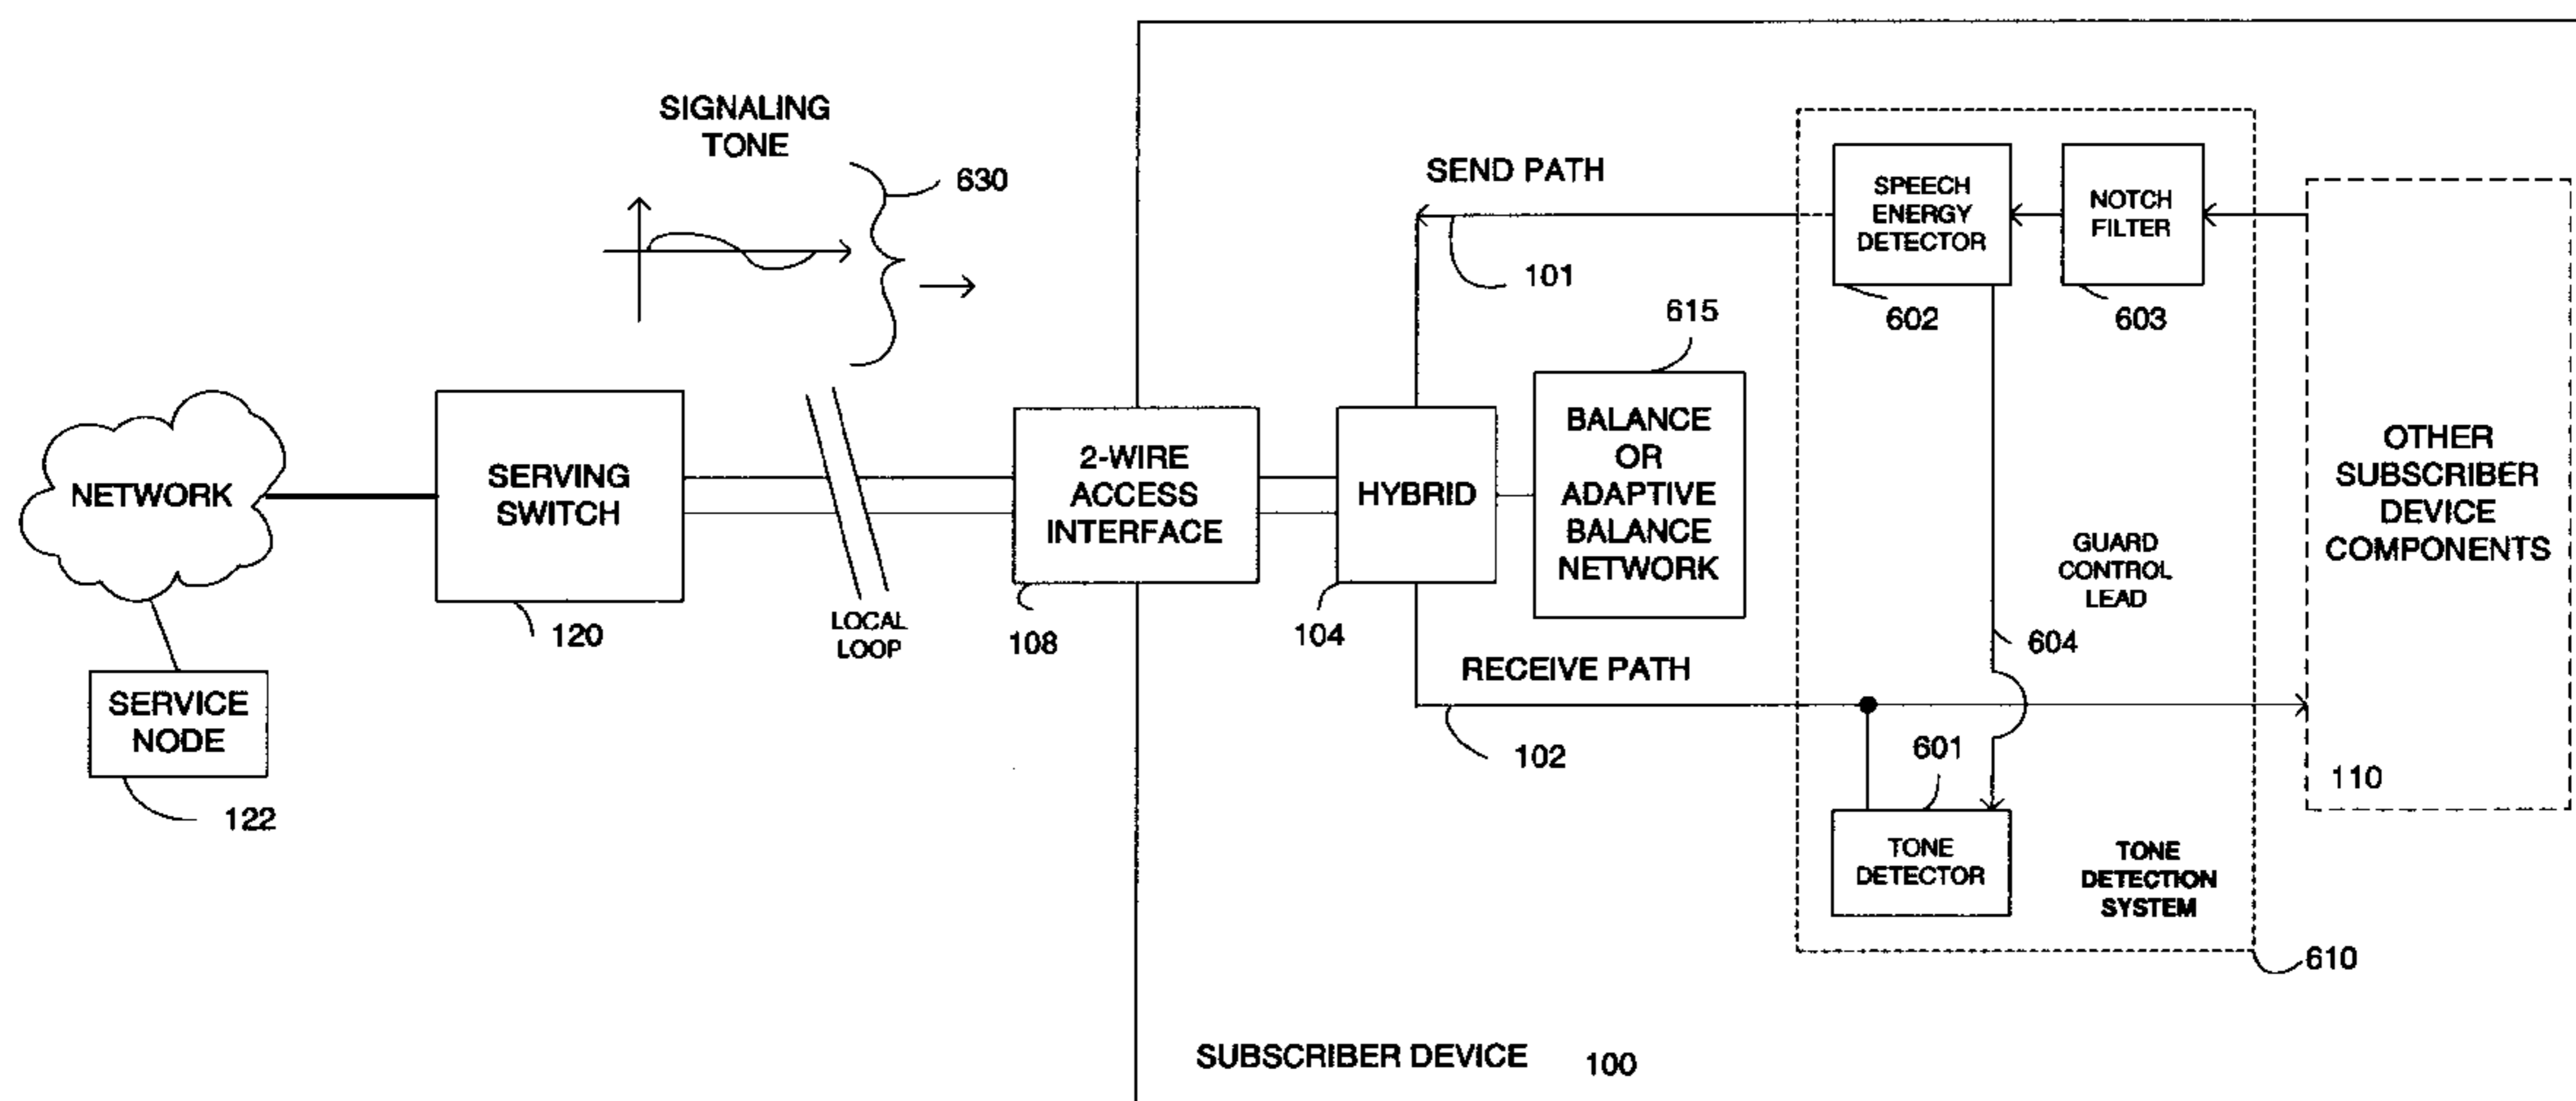 SIGNALING
TONE
630
SEND PATH
101
SPEECH
ENERGY
DETECTOR
602
NOTCH
FILTER
603
615
NETWORK
SERVING
SWITCH
120
LOCAL
LOOP
2-WIRE
ACCESS
INTERFACE
108
HYBRID
104
BALANCE
OR
ADAPTIVE
BALANCE
NETWORK
GUARD
CONTROL
LEAD
604
OTHER
SUBSCRIBER
DEVICE
COMPONENTS
110
SERVICE
NODE
122
RECEIVE PATH
102
601
TONE
DETECTOR
TONE
DETECTION
SYSTEM
610
SUBSCRIBER DEVICE 100